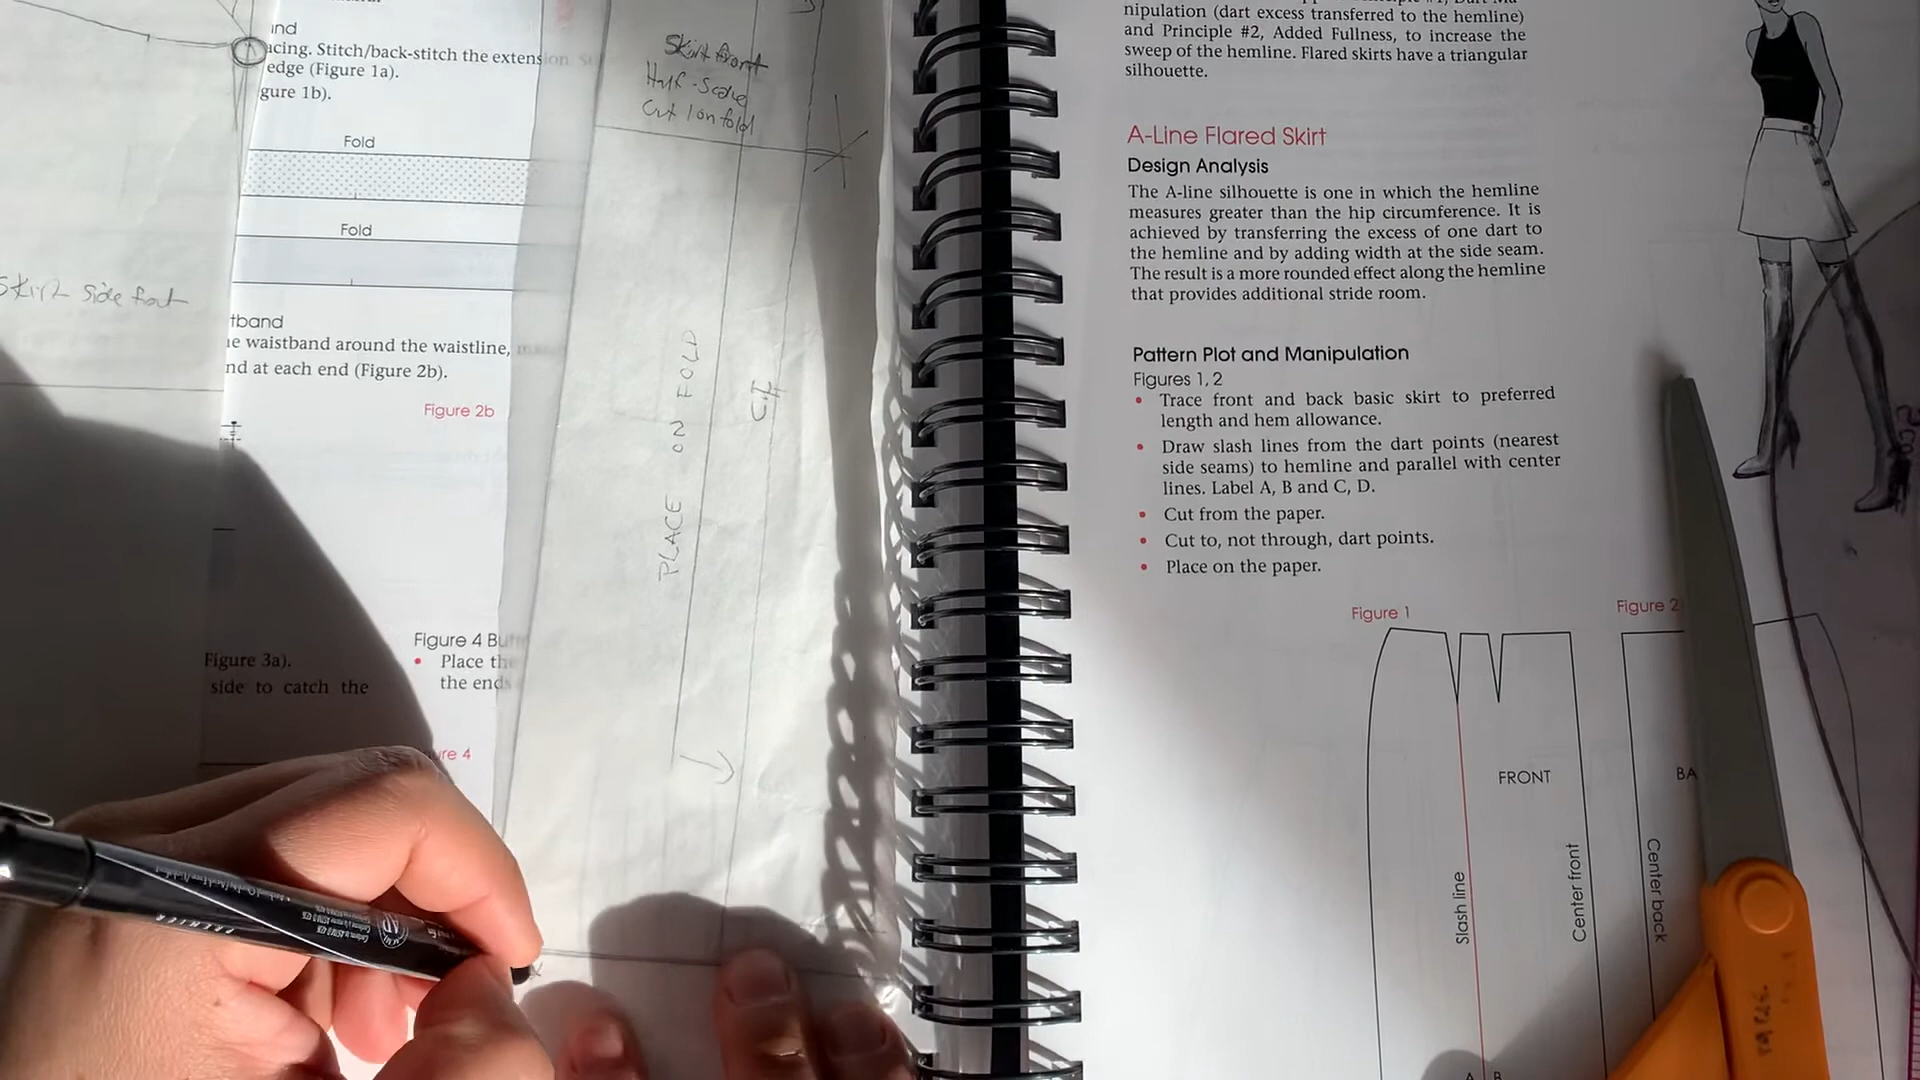 ind
acing. Stitch/back-stitch the extension
edge (Figure 1a).
gure 1b).
Fold
Fold
tband
ne waistband around the waistline,
nd at each end (Figure 2b).
Figure 2b
Figure 3a).
side to catch the
Figure 4 Butt
• Place the
the ends
ure 4
Skirt side front
Skirt front
Half-Scale
Cut 1 on fold
PLACE ON FOLD
C.F.
PREMIER
nipulation (dart excess transferred to the hemline)
and Principle #2, Added Fullness, to increase the
sweep of the hemline. Flared skirts have a triangular
silhouette.
A-Line Flared Skirt
Design Analysis
The A-line silhouette is one in which the hemline
measures greater than the hip circumference. It is
achieved by transferring the excess of one dart to
the hemline and by adding width at the side seam.
The result is a more rounded effect along the hemline
that provides additional stride room.
Pattern Plot and Manipulation
Figures 1, 2
• Trace front and back basic skirt to preferred
length and hem allowance.
• Draw slash lines from the dart points (nearest
side seams) to hemline and parallel with center
lines. Label A, B and C, D.
• Cut from the paper.
• Cut to, not through, dart points.
• Place on the paper.
Figure 1
Figure 2
FRONT
BA
Slash line
Center front
Center back
A B